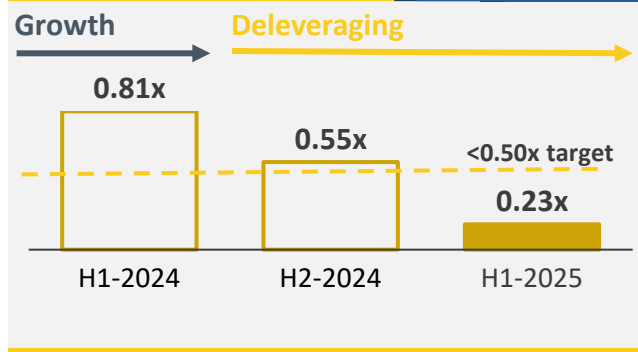 Growth
Deleveraging
0.81x
0.55x
<0.50x target
0.23x
H1-2024
H2-2024
H1-2025